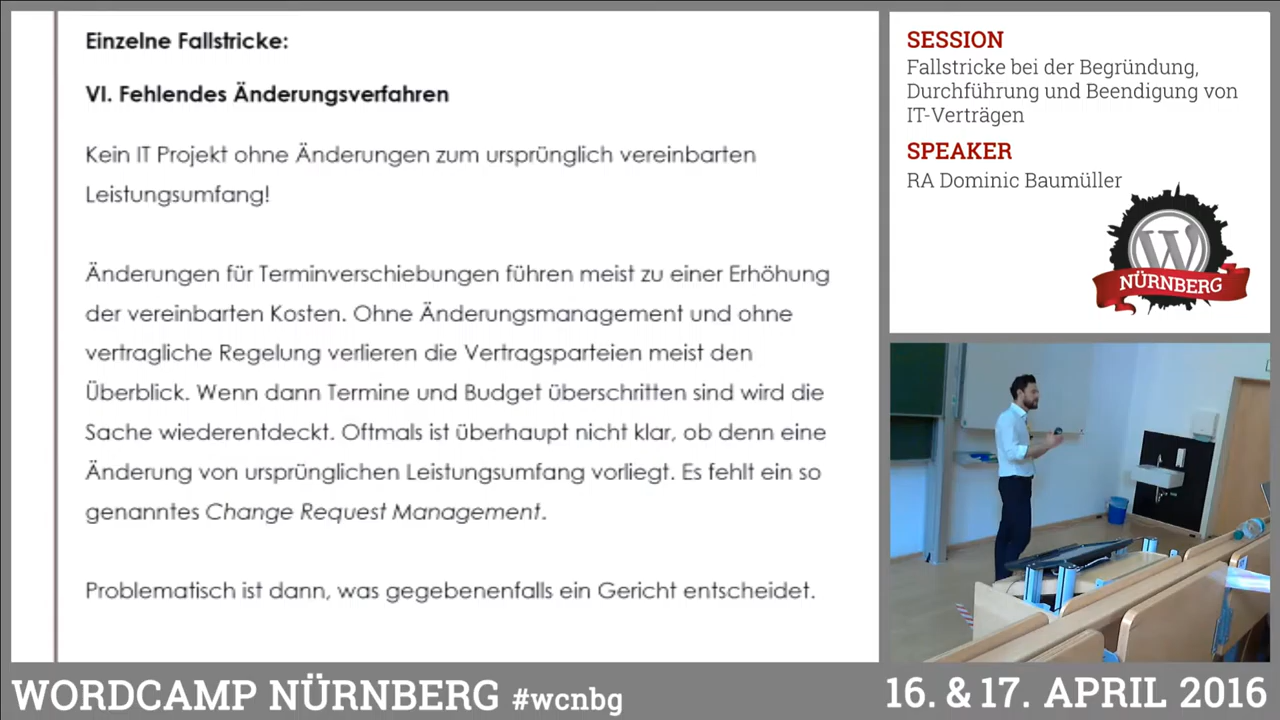 Einzelne Fallstricke:
VI. Fehlendes Änderungsverfahren
Kein IT Projekt ohne Änderungen zum ursprünglich vereinbarten
Leistungsumfang!
Änderungen für Terminverschiebungen führen meist zu einer Erhöhung
der vereinbarten Kosten. Ohne Änderungsmanagement und ohne
vertragliche Regelung verlieren die Vertragsparteien meist den
Überblick. Wenn dann Termine und Budget überschritten sind wird die
Sache wiederentdeckt. Oftmals ist überhaupt nicht klar, ob denn eine
Änderung von ursprünglichen Leistungsumfang vorliegt. Es fehlt ein so
genanntes Change Request Management.
Problematisch ist dann, was gegebenenfalls ein Gericht entscheidet.
SESSION
Fallstricke bei der Begründung,
Durchführung und Beendigung von
IT-Verträgen
SPEAKER
RA Dominic Baumüller
W
NÜRNBERG
WORDCAMP NÜRNBERG #wcnbg
16. & 17. APRIL 2016